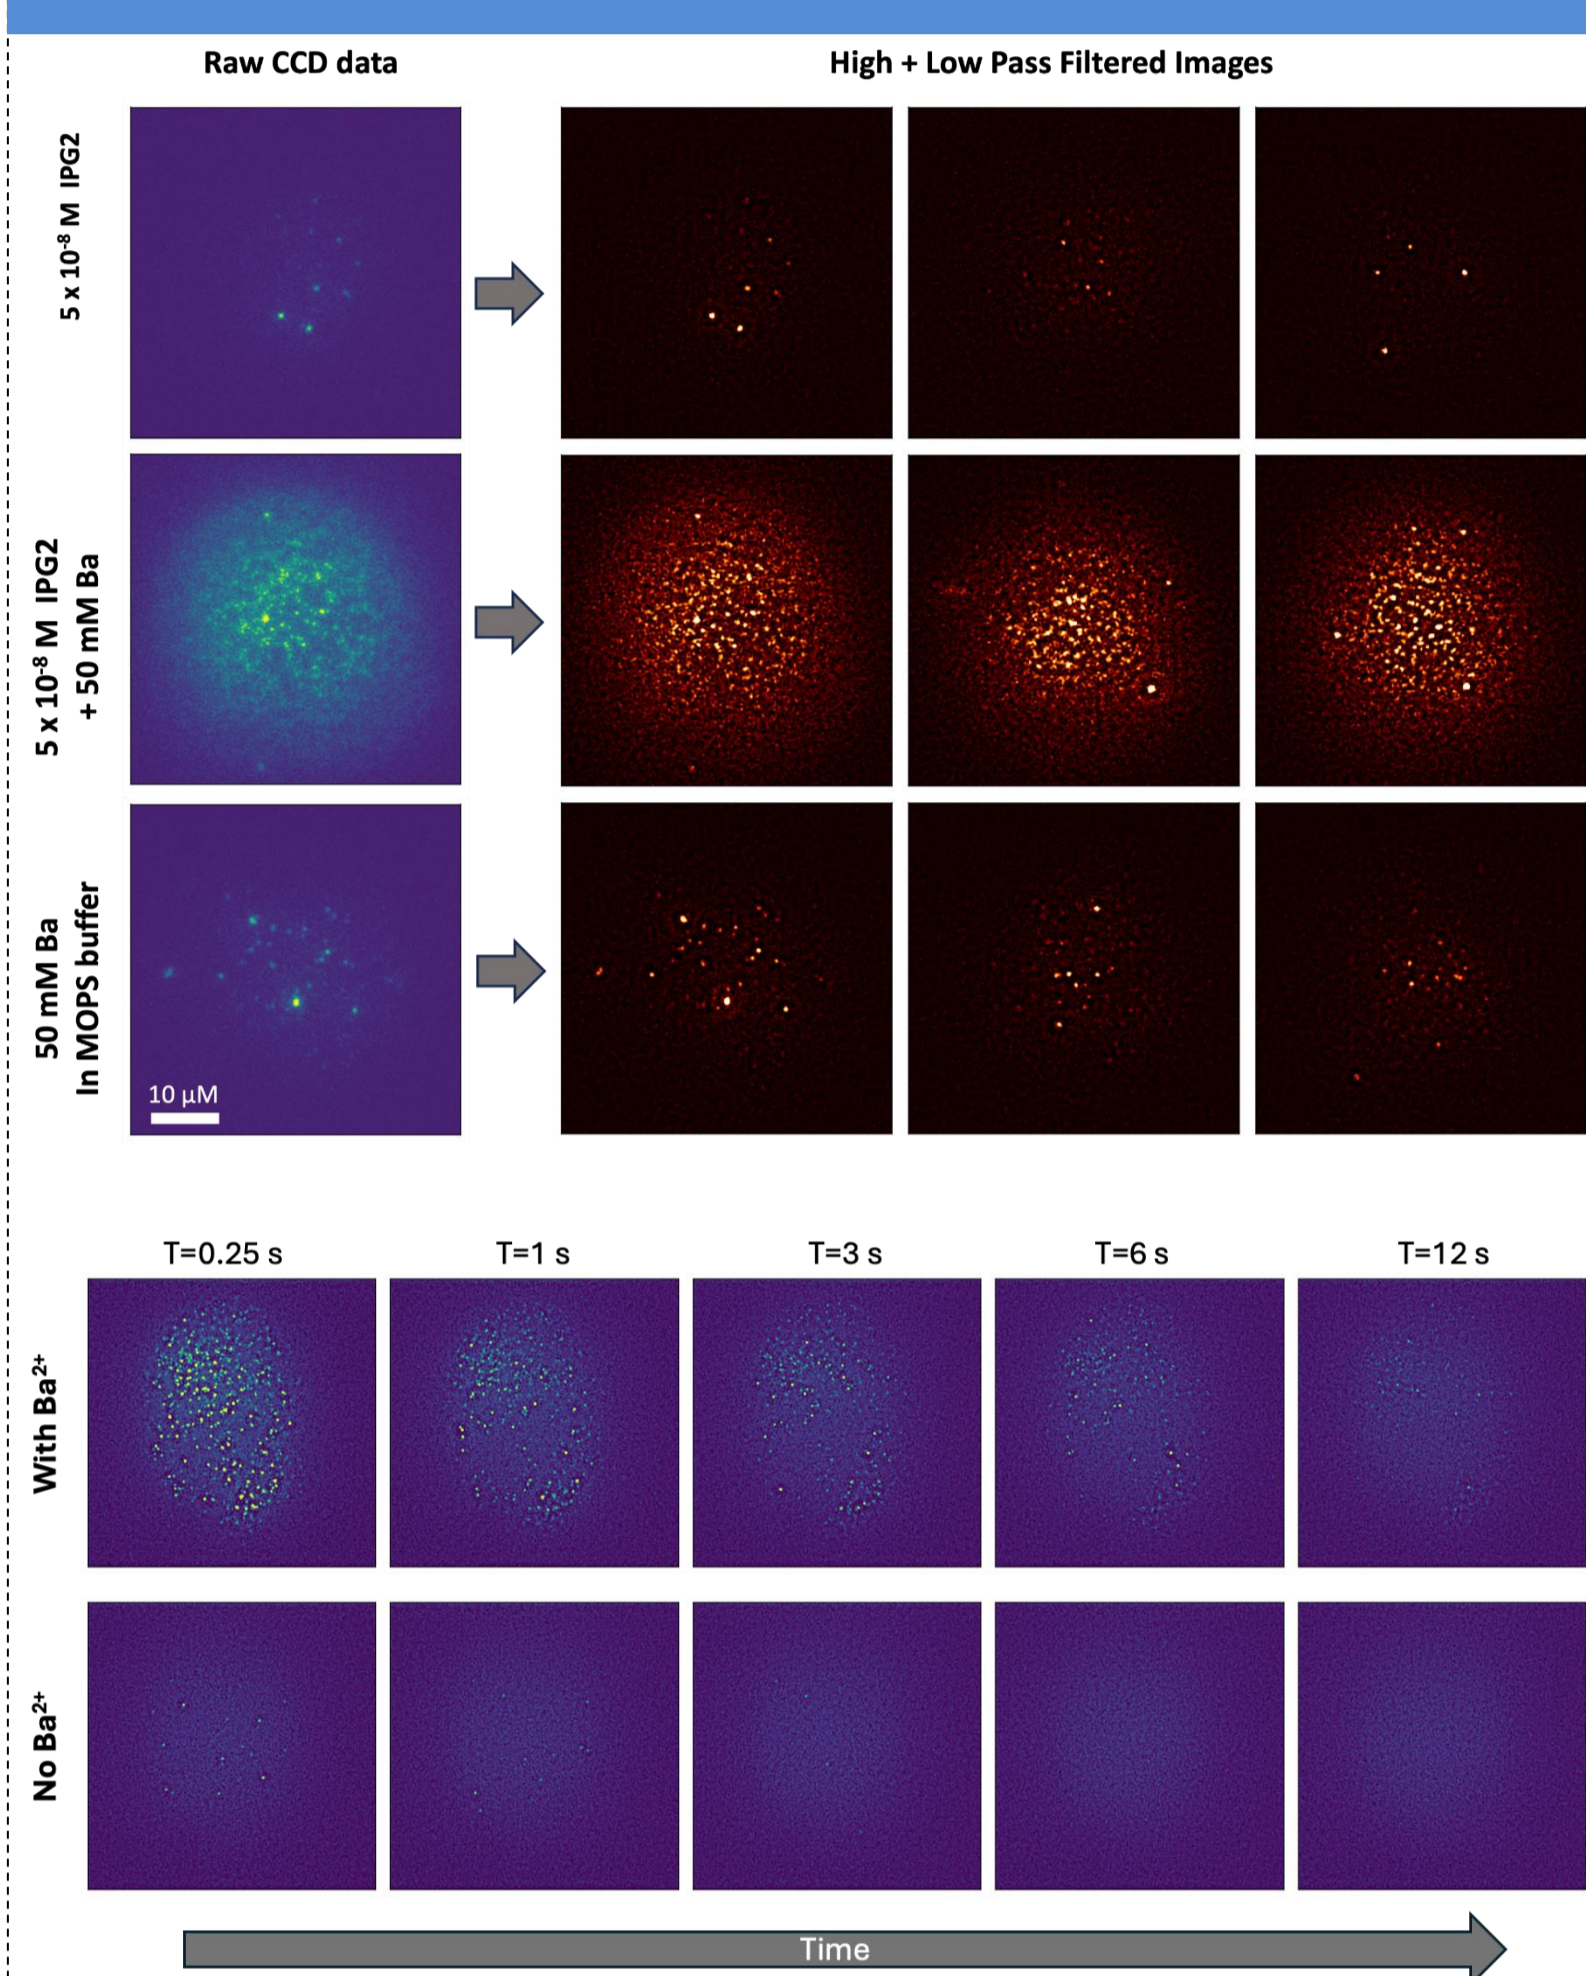 Raw CCD data
High + Low Pass Filtered Images
5 x 10⁻⁸ M IPG2
5 x 10⁻⁸ M IPG2
+ 50 mM Ba
50 mM Ba
In MOPS buffer
10 µM
T=0.25 s
T=1 s
T=3 s
T=6 s
T=12 s
With Ba²⁺
No Ba²⁺
Time